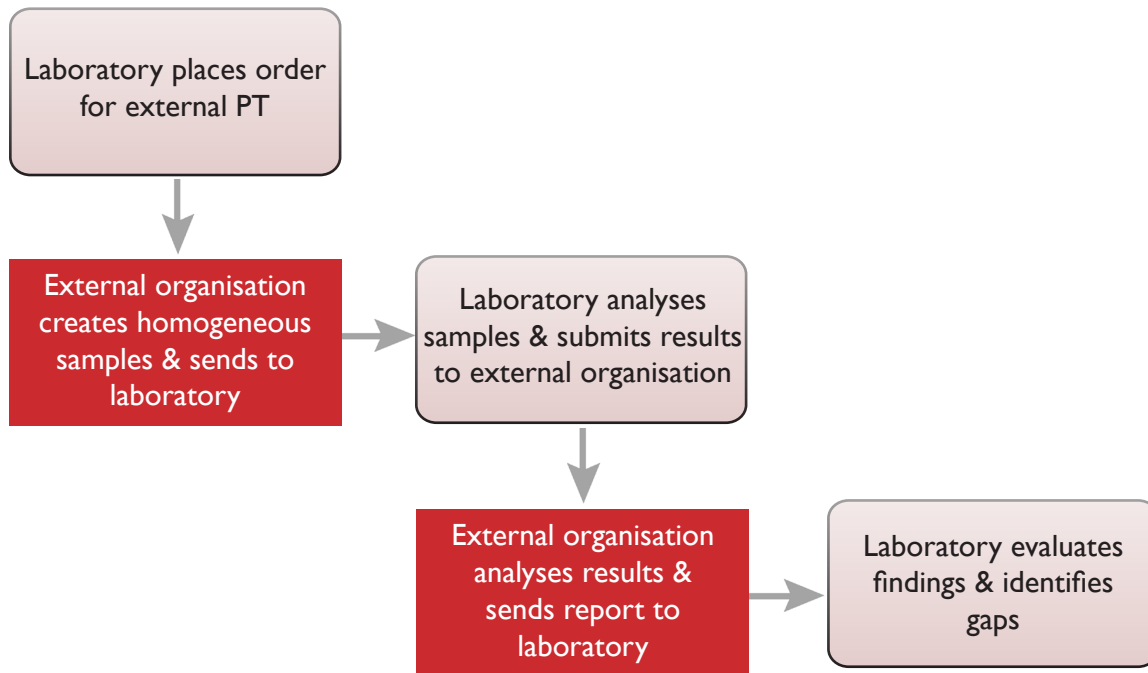 Laboratory places order
for external PT
External organisation
creates homogeneous
samples & sends to
laboratory
Laboratory analyses
samples & submits results
to external organisation
External organisation
analyses results &
sends report to
laboratory
Laboratory evaluates
findings & identifies
gaps